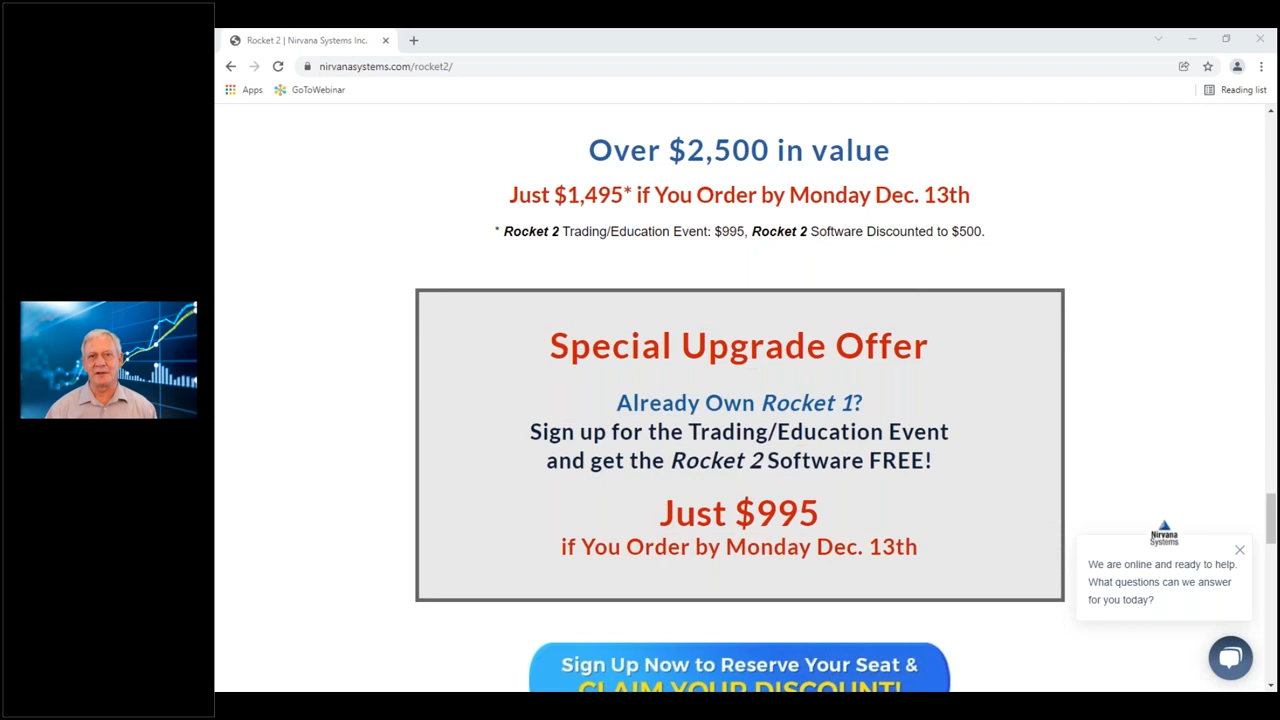 Rocket 2 | Nirvana Systems Inc.
nirvanasystems.com/rocket2/
Apps
GoToWebinar
Reading list
Over $2,500 in value
Just $1,495* if You Order by Monday Dec. 13th
* Rocket 2 Trading/Education Event: $995, Rocket 2 Software Discounted to $500.
Special Upgrade Offer
Already Own Rocket 1?
Sign up for the Trading/Education Event
and get the Rocket 2 Software FREE!
Just $995
if You Order by Monday Dec. 13th
Nirvana
Systems
We are online and ready to help.
What questions can we answer
for you today?
Sign Up Now to Reserve Your Seat &
CLAIM YOUR DISCOUNT!